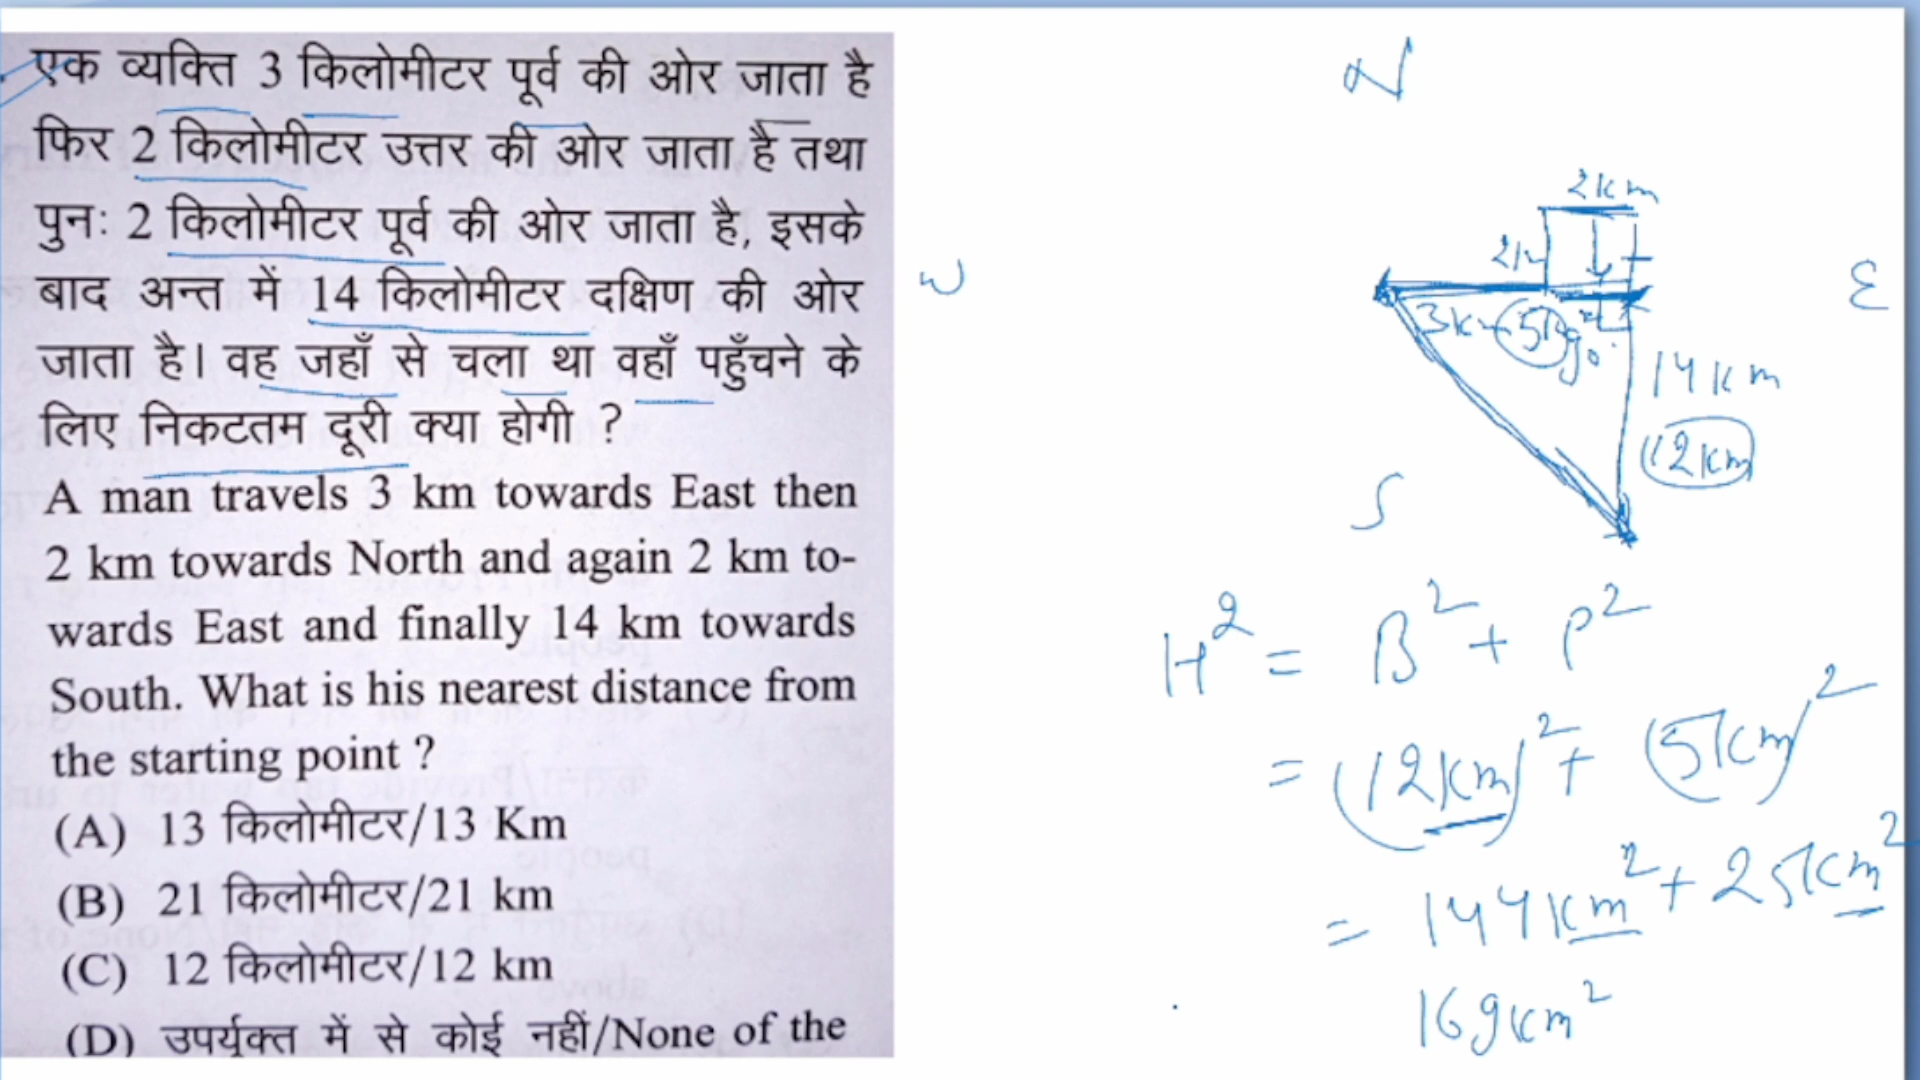 एक व्यक्ति 3 किलोमीटर पूर्व की ओर जाता है
फिर 2 किलोमीटर उत्तर की ओर जाता है तथा
पुनः 2 किलोमीटर पूर्व की ओर जाता है, इसके
बाद अन्त में 14 किलोमीटर दक्षिण की ओर
जाता है। वह जहाँ से चला था वहाँ पहुँचने के
लिए निकटतम दूरी क्या होगी ?
A man travels 3 km towards East then
2 km towards North and again 2 km to-
wards East and finally 14 km towards
South. What is his nearest distance from
the starting point ?
(A) 13 किलोमीटर/13 Km
(B) 21 किलोमीटर/21 km
(C) 12 किलोमीटर/12 km
(D) उपर्युक्त में से कोई नहीं/None of the
N
2km
W
E
3k
14km
12km
S
H² = B² + P²
= (12km)² + (5km)²
= 144km² + 25km²
169km²